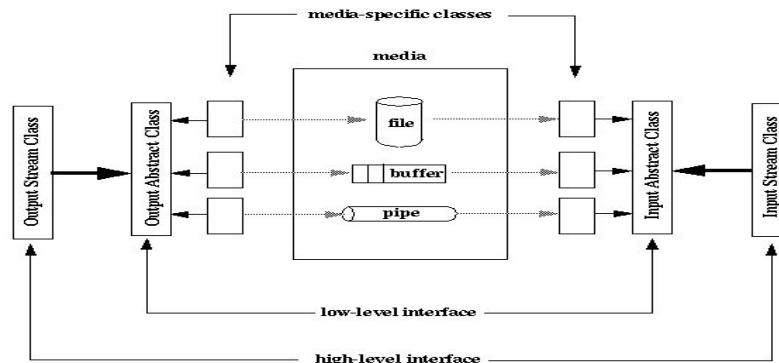 media-specific classes
media
Output Stream Class
Output Abstract Class
file
buffer
pipe
Input Abstract Class
Input Stream Class
low-level interface
high-level interface